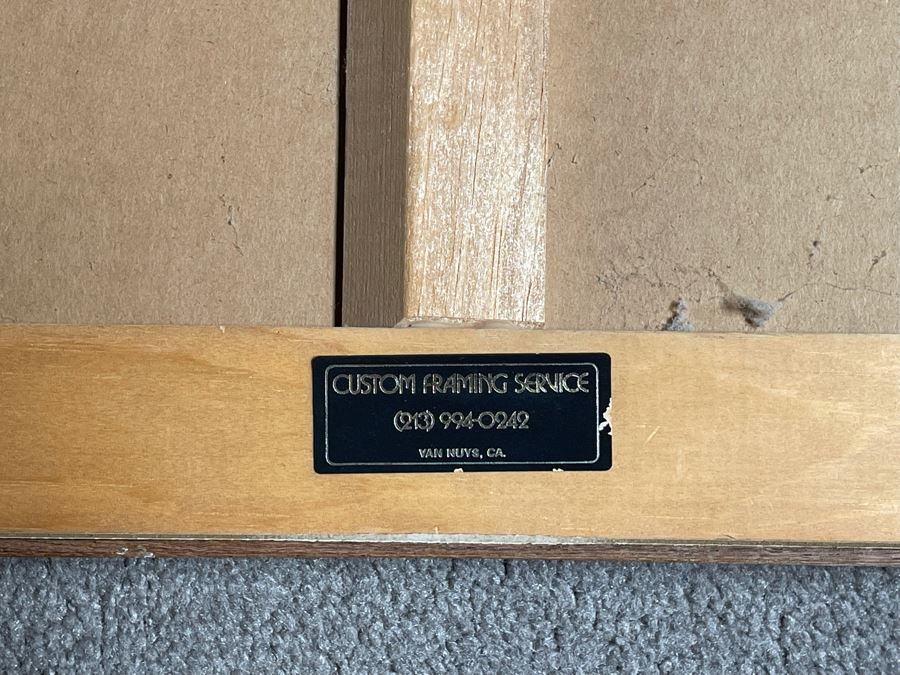 CUSTOM FRAMING SERVICE
(213) 994-0242
VAN NUYS, CA.